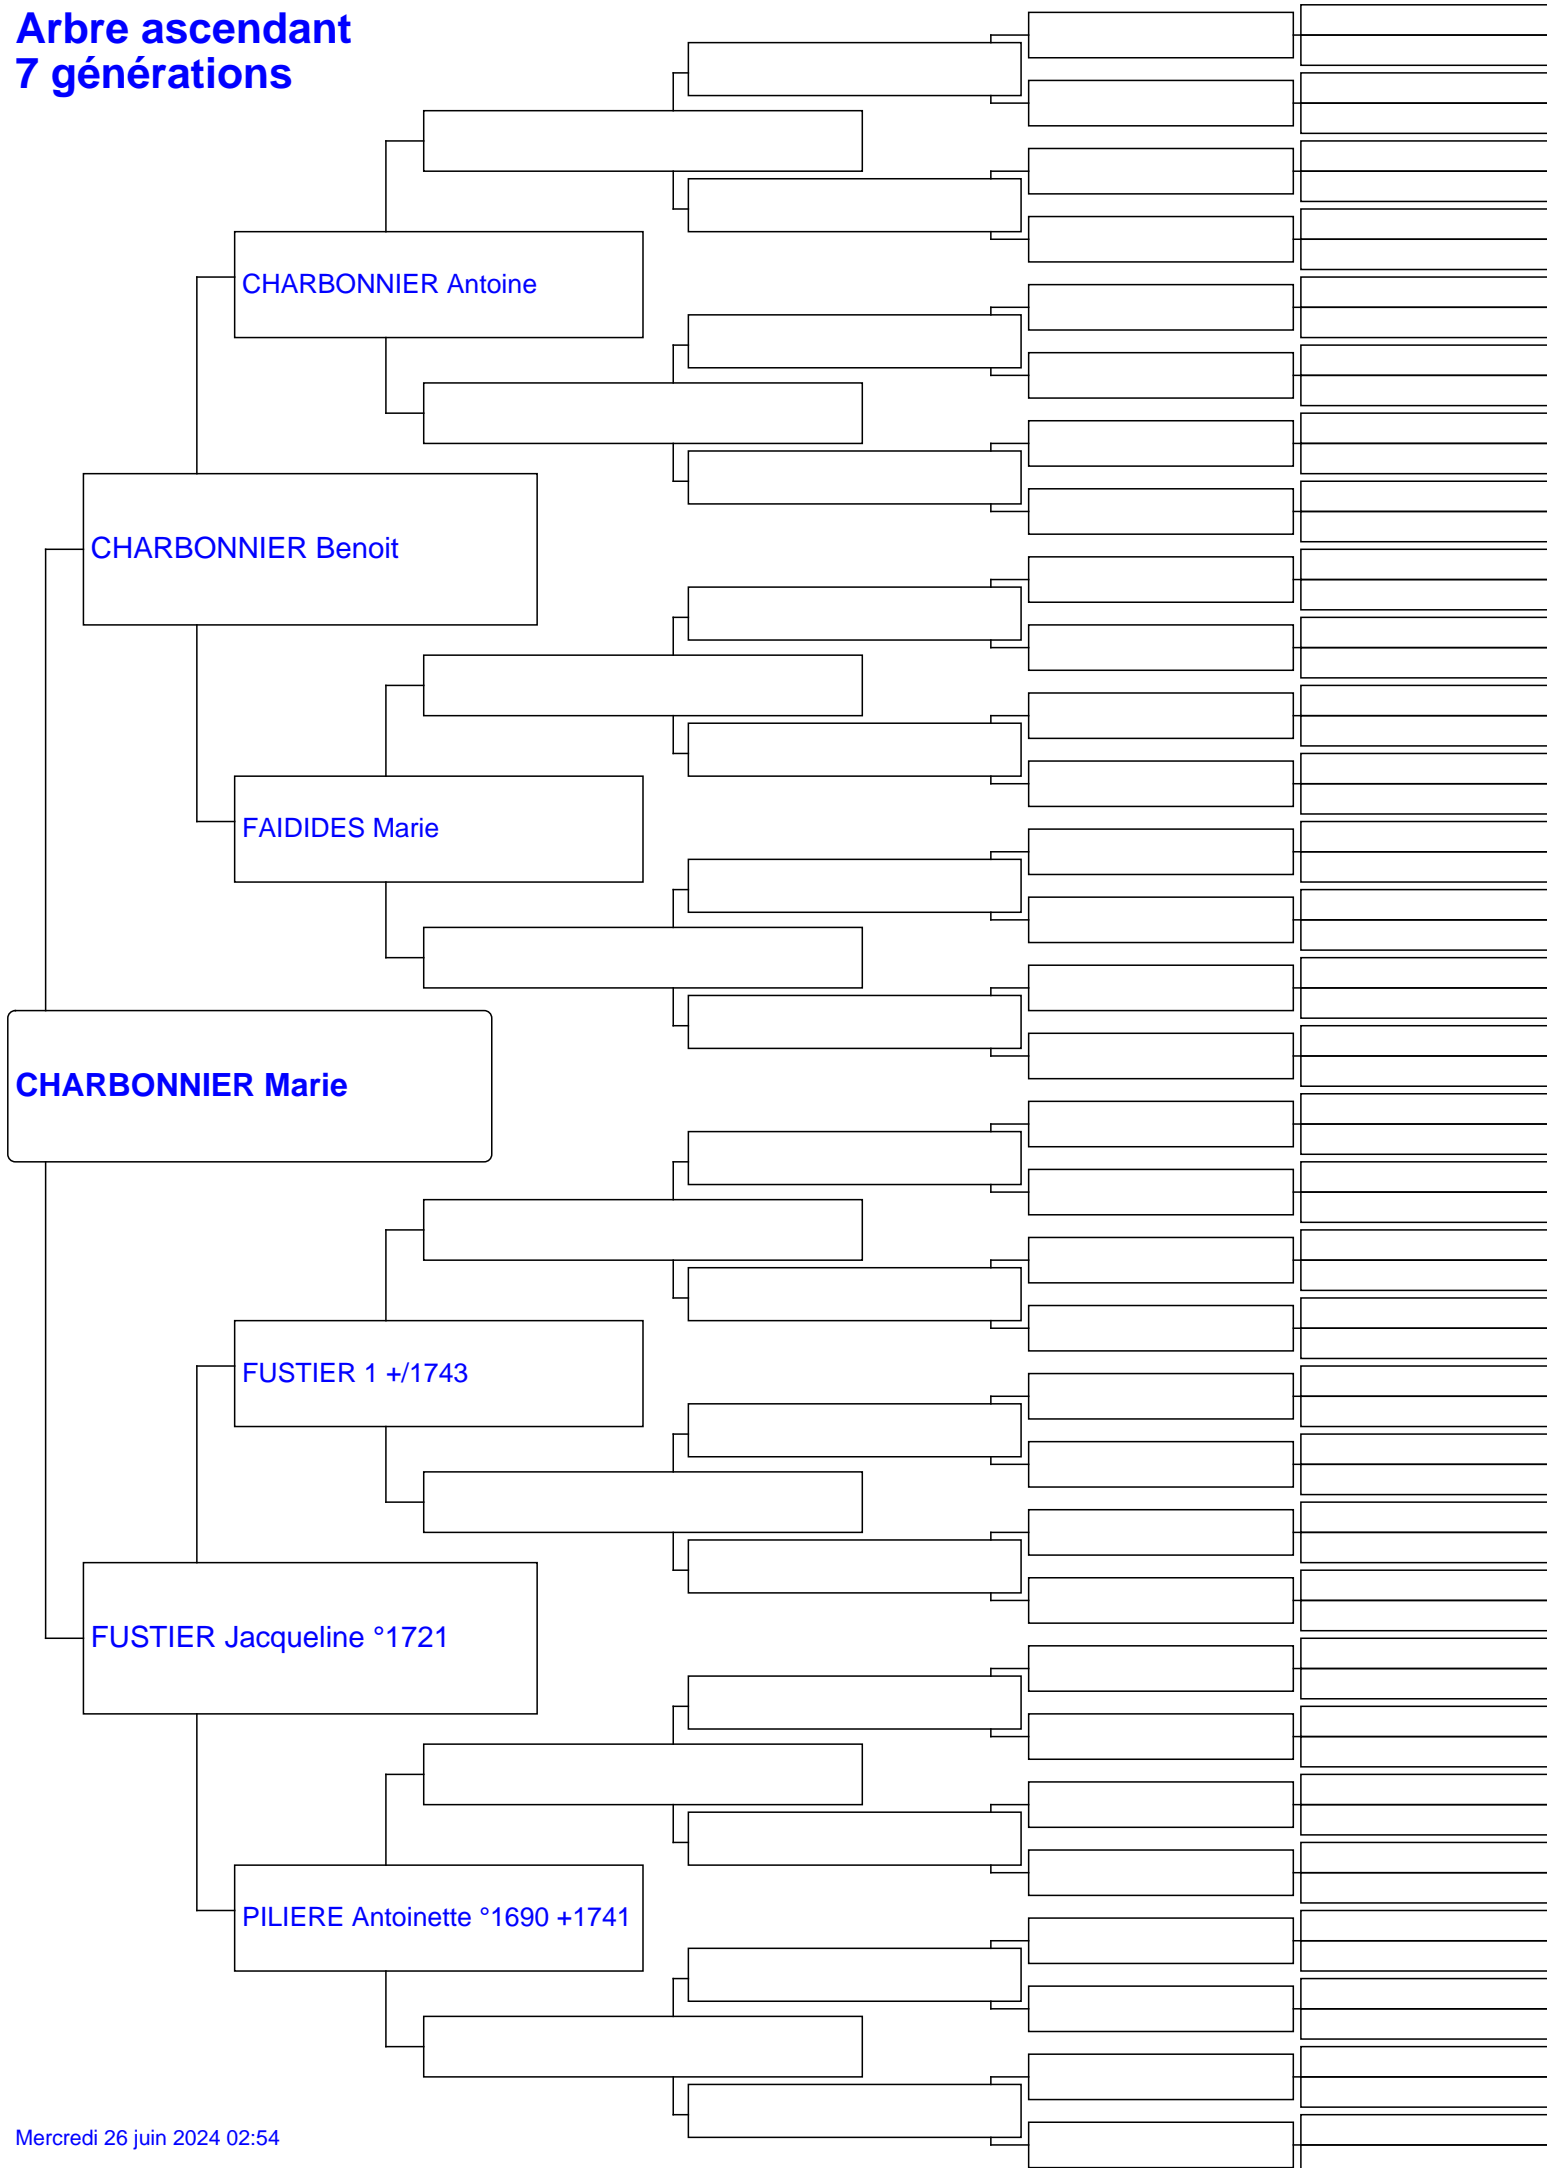 Arbre ascendant
7 générations
CHARBONNIER Antoine
CHARBONNIER Benoit
FAIDIDES Marie
CHARBONNIER Marie
FUSTIER 1 +/1743
FUSTIER Jacqueline °1721
PILIERE Antoinette °1690 +1741
Mercredi 26 juin 2024 02:54